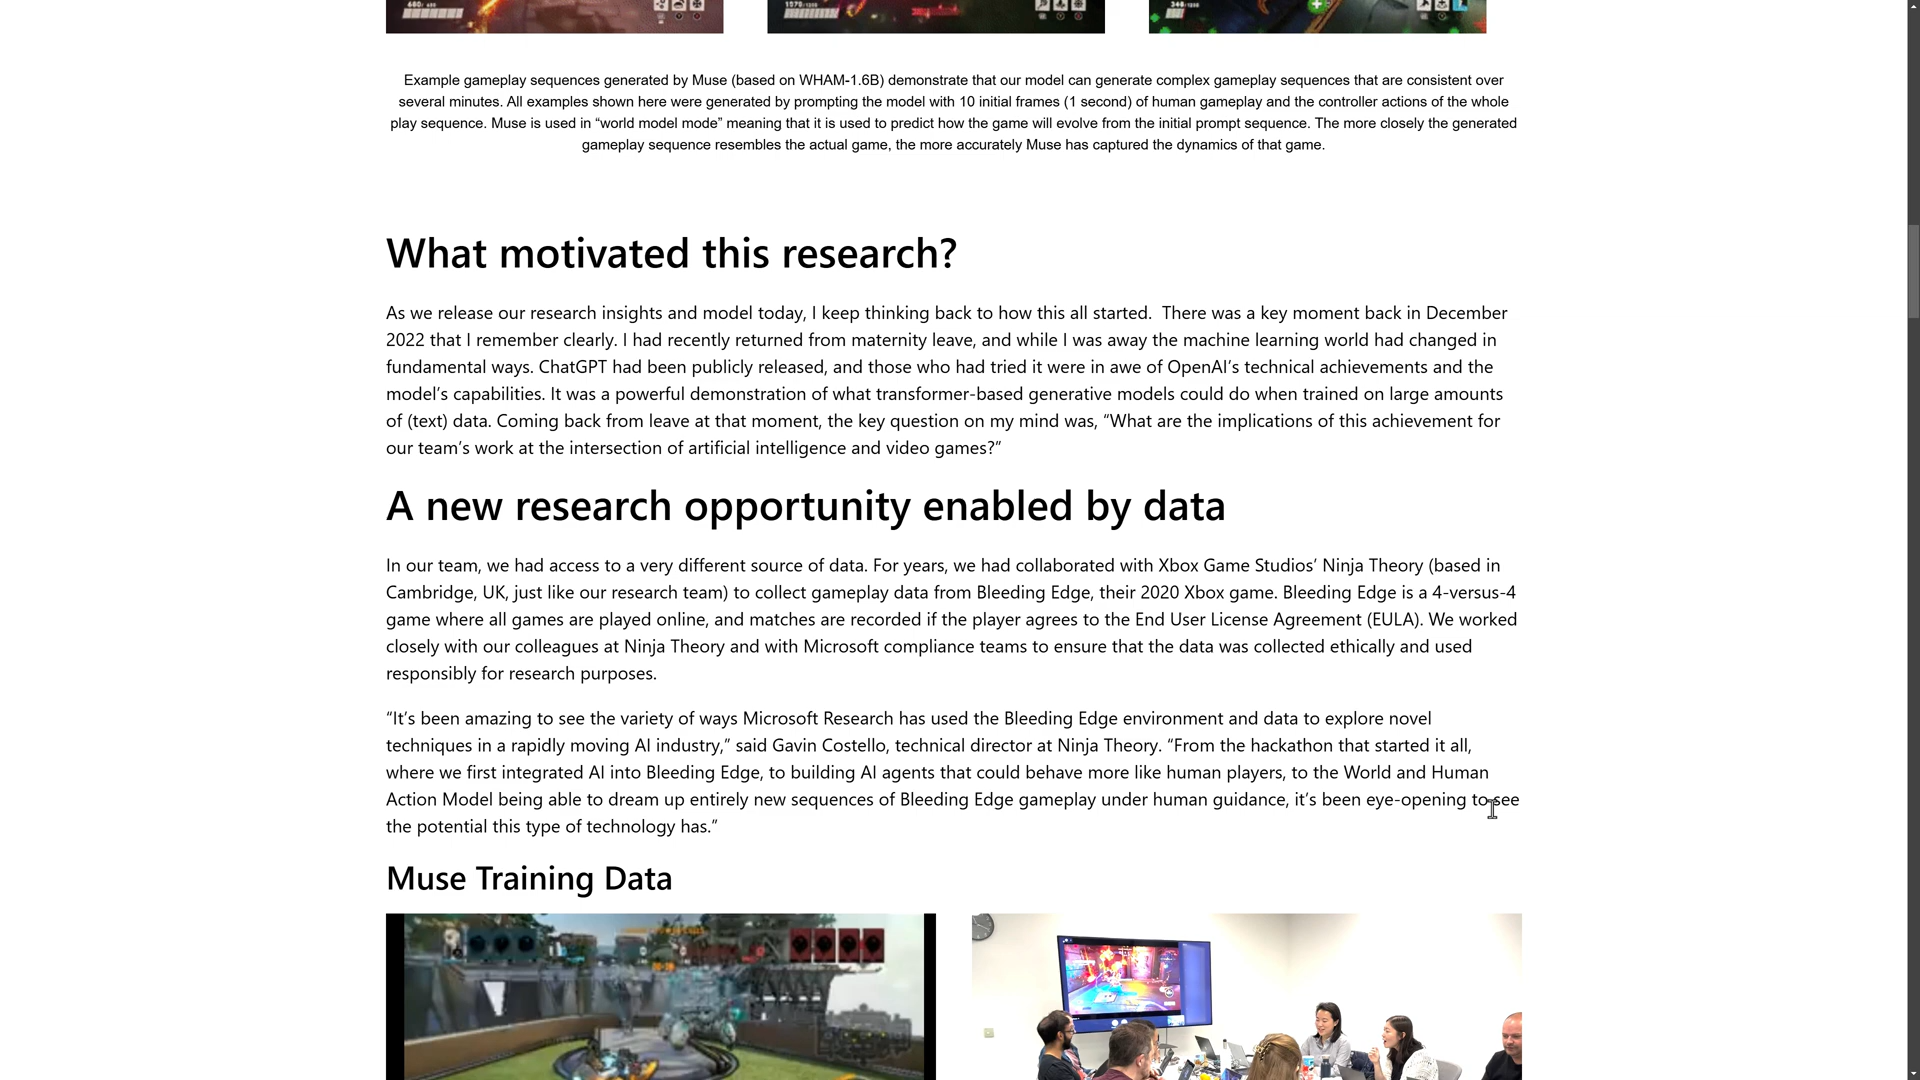 Example gameplay sequences generated by Muse (based on WHAM-1.6B) demonstrate that our model can generate complex gameplay sequences that are consistent over
several minutes. All examples shown here were generated by prompting the model with 10 initial frames (1 second) of human gameplay and the controller actions of the whole
play sequence. Muse is used in “world model mode” meaning that it is used to predict how the game will evolve from the initial prompt sequence. The more closely the generated
gameplay sequence resembles the actual game, the more accurately Muse has captured the dynamics of that game.
What motivated this research?
As we release our research insights and model today, I keep thinking back to how this all started.  There was a key moment back in December
2022 that I remember clearly. I had recently returned from maternity leave, and while I was away the machine learning world had changed in
fundamental ways. ChatGPT had been publicly released, and those who had tried it were in awe of OpenAI’s technical achievements and the
model’s capabilities. It was a powerful demonstration of what transformer-based generative models could do when trained on large amounts
of (text) data. Coming back from leave at that moment, the key question on my mind was, “What are the implications of this achievement for
our team’s work at the intersection of artificial intelligence and video games?”
A new research opportunity enabled by data
In our team, we had access to a very different source of data. For years, we had collaborated with Xbox Game Studios’ Ninja Theory (based in
Cambridge, UK, just like our research team) to collect gameplay data from Bleeding Edge, their 2020 Xbox game. Bleeding Edge is a 4-versus-4
game where all games are played online, and matches are recorded if the player agrees to the End User License Agreement (EULA). We worked
closely with our colleagues at Ninja Theory and with Microsoft compliance teams to ensure that the data was collected ethically and used
responsibly for research purposes.
“It’s been amazing to see the variety of ways Microsoft Research has used the Bleeding Edge environment and data to explore novel
techniques in a rapidly moving AI industry,” said Gavin Costello, technical director at Ninja Theory. “From the hackathon that started it all,
where we first integrated AI into Bleeding Edge, to building AI agents that could behave more like human players, to the World and Human
Action Model being able to dream up entirely new sequences of Bleeding Edge gameplay under human guidance, it’s been eye-opening to see
the potential this type of technology has.”
Muse Training Data